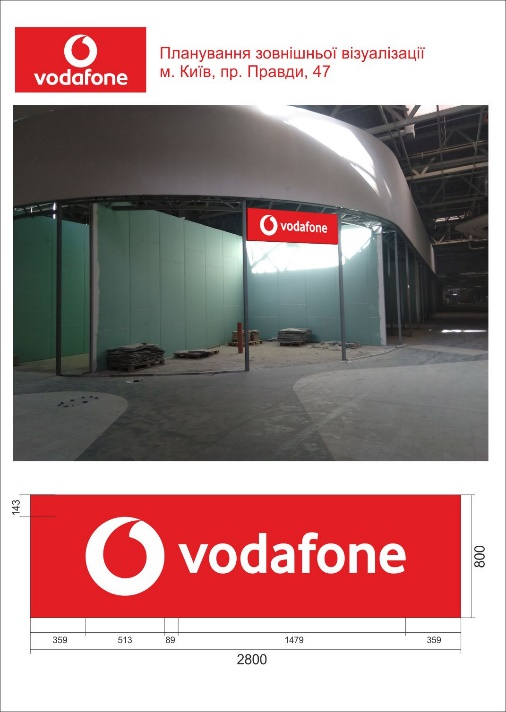 vodafone
Планування зовнішньої візуалізації
м. Київ, пр. Правди, 47
vodafone
143
vodafone
800
359
513
89
1479
359
2800